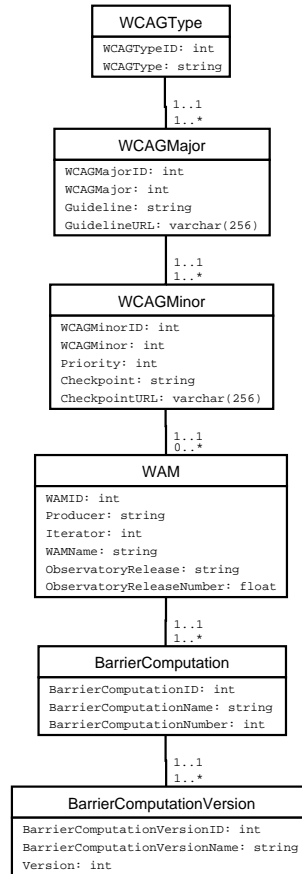 WCAGType
WCAGTypeID: int
WCAGType: string
1..1
1..*
WCAGMajor
WCAGMajorID: int
WCAGMajor: int
Guideline: string
GuidelineURL: varchar(256)
1..1
1..*
WCAGMinor
WCAGMinorID: int
WCAGMinor: int
Priority: int
Checkpoint: string
CheckpointURL: varchar(256)
1..1
0..*
WAM
WAMID: int
Producer: string
Iterator: int
WAMName: string
ObservatoryRelease: string
ObservatoryReleaseNumber: float
1..1
1..*
BarrierComputation
BarrierComputationID: int
BarrierComputationName: string
BarrierComputationNumber: int
1..1
1..*
BarrierComputationVersion
BarrierComputationVersionID: int
BarrierComputationVersionName: string
Version: int